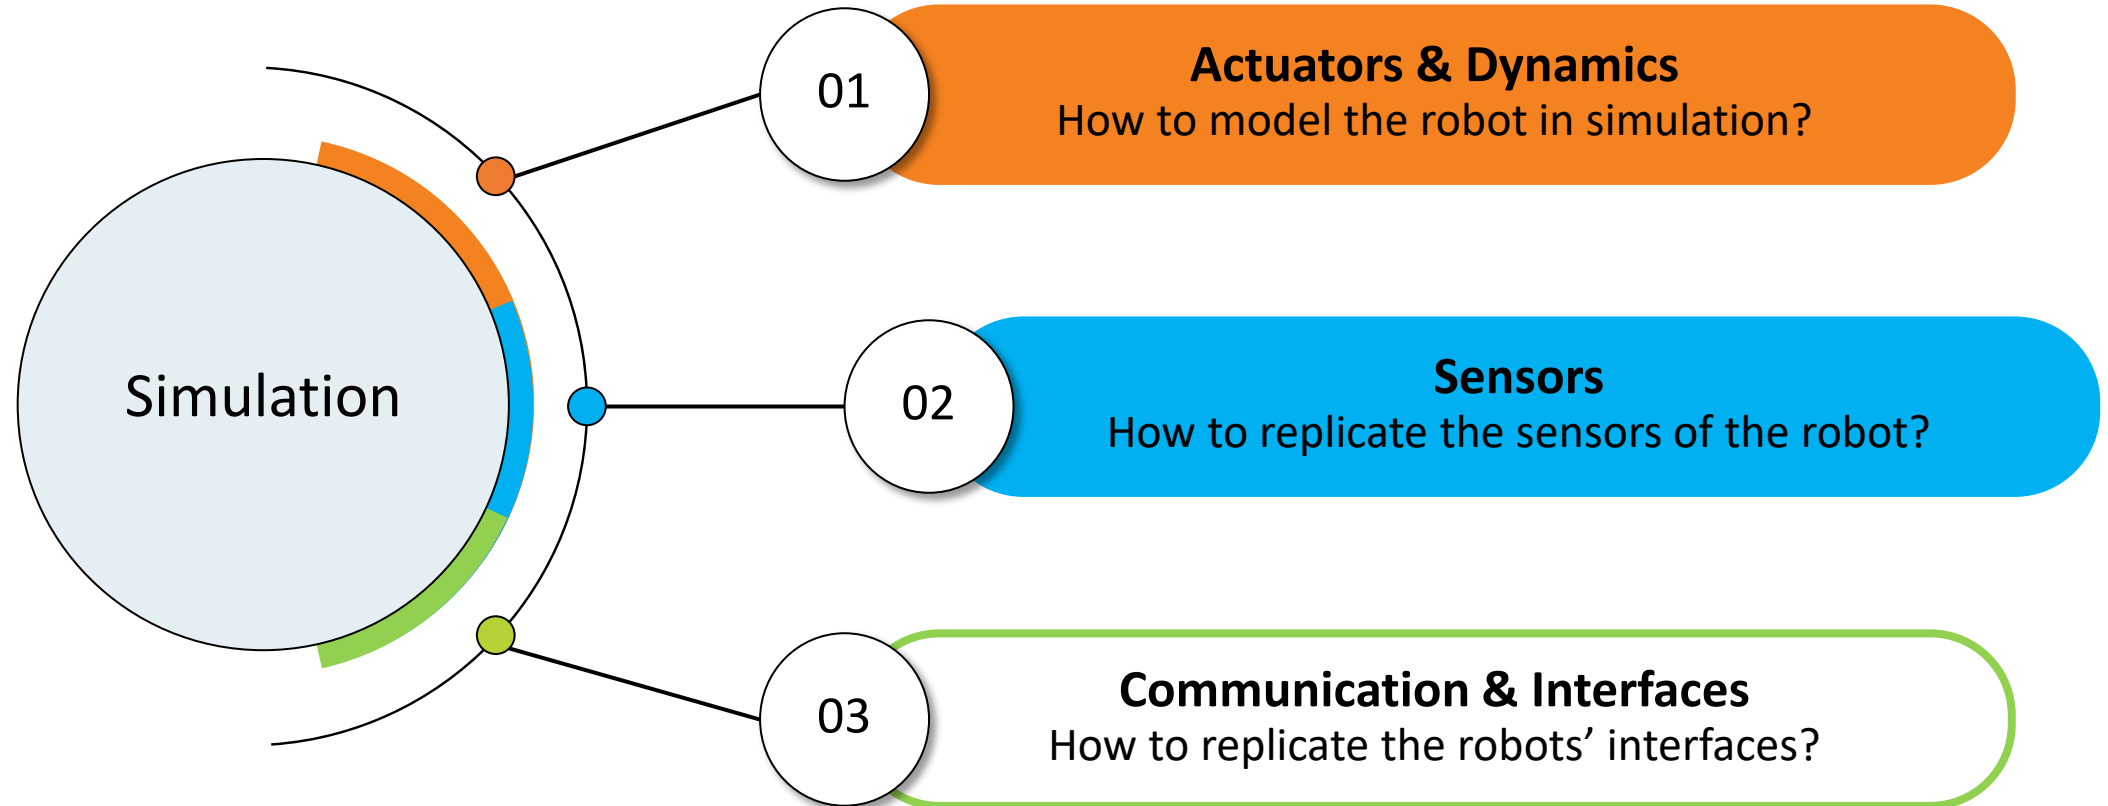 Simulation
01
Actuators & Dynamics
How to model the robot in simulation?
02
Sensors
How to replicate the sensors of the robot?
03
Communication & Interfaces
How to replicate the robots’ interfaces?